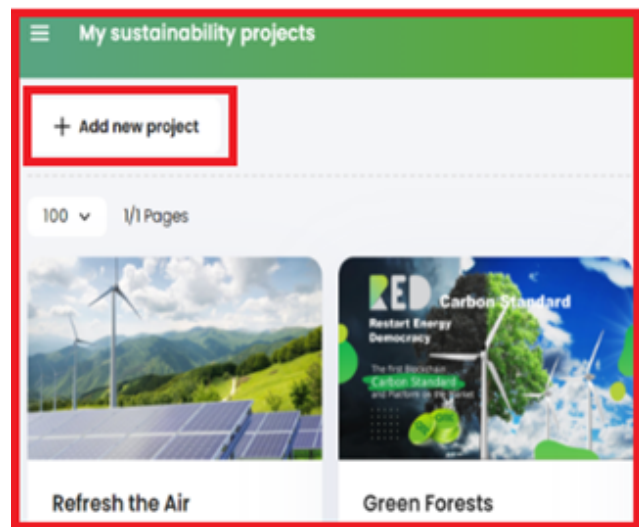 My sustainability projects
+ Add new project
100 1/1 Pages
RED Carbon Standard
Restart Energy
Democracy
The first Blockchain
Carbon Standard
and Platform on the Market
Refresh the Air
Green Forests